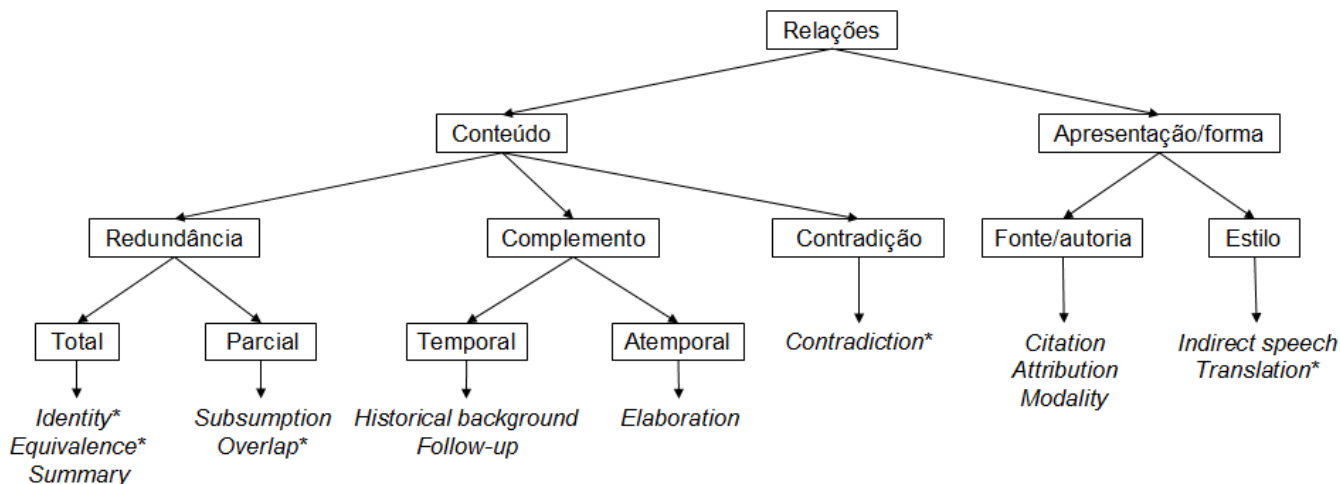 Relações
Conteúdo
Apresentação/forma
Redundância
Complemento
Contradição
Fonte/autoria
Estilo
Total
Parcial
Temporal
Atemporal
Contradiction*
Citation
Attribution
Modality
Indirect speech
Translation*
Identity*
Equivalence*
Summary
Subsumption
Overlap*
Historical background
Follow-up
Elaboration